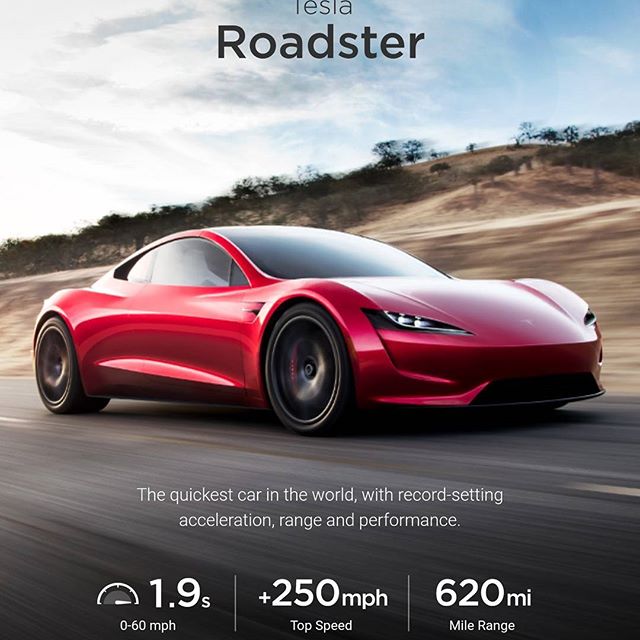 Tesla
Roadster
The quickest car in the world, with record-setting
acceleration, range and performance.
1.9s +250mph 620mi
0-60 mph Top Speed Mile Range